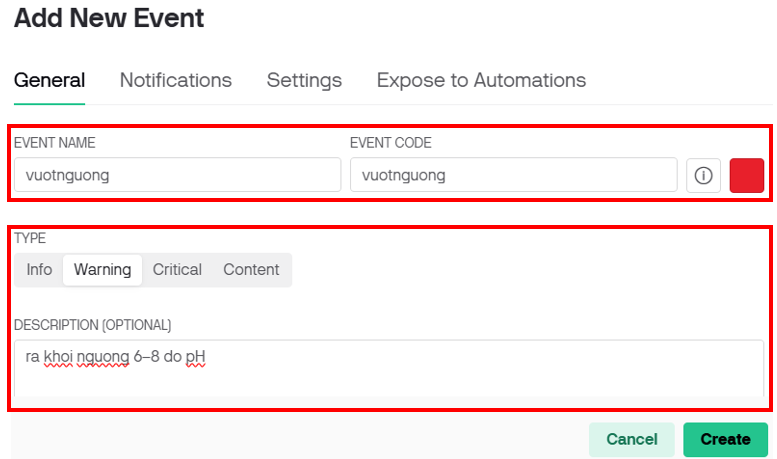 Add New Event
General Notifications Settings Expose to Automations
EVENT NAME EVENT CODE
vuotnguong vuotnguong
TYPE
Info Warning Critical Content
DESCRIPTION (OPTIONAL)
ra khoi nguong 6–8 do pH
Cancel Create